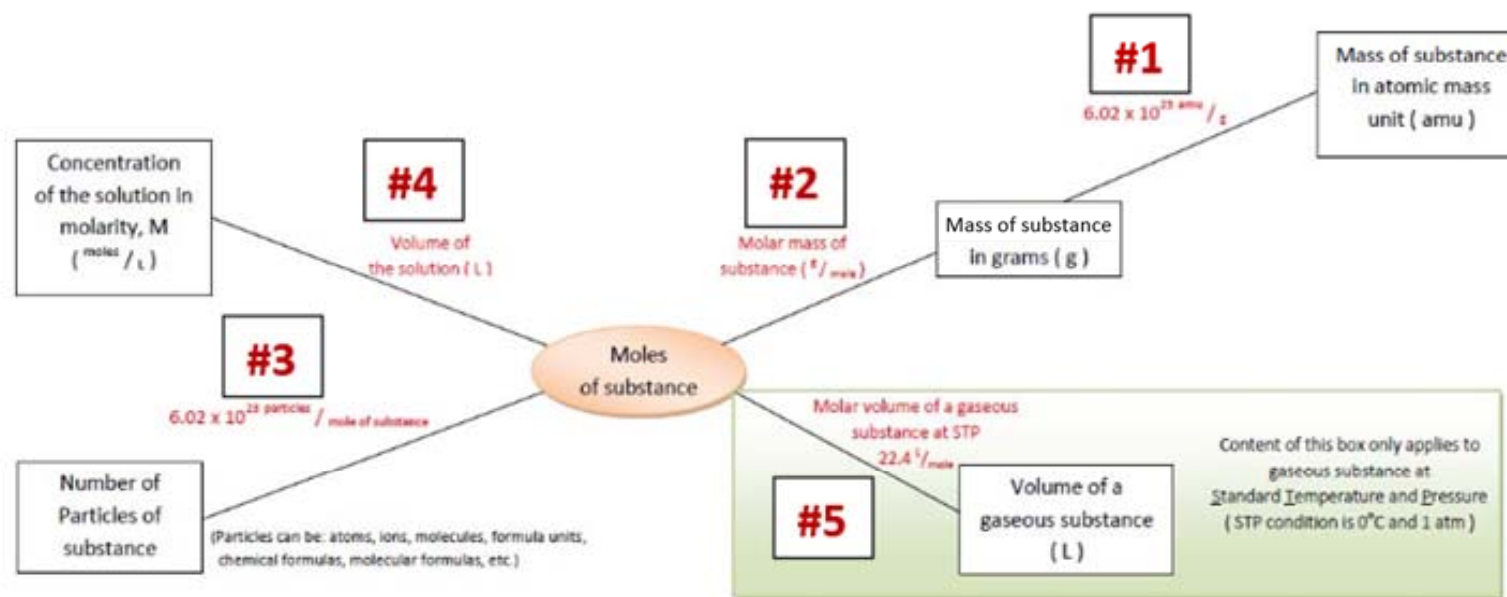 #1
6.02 x 10²³ ᵃᵐᵘ / g
Mass of substance
in atomic mass
unit ( amu )
Concentration
of the solution in
molarity, M
( ᵐᵒˡᵉˢ / L )
#4
Volume of
the solution ( L )
#2
Molar mass of
substance ( ᵍ/ mole )
Mass of substance
in grams ( g )
#3
6.02 x 10²³ ᵖᵃʳᵗⁱᶜˡᵉˢ / mole of substance
Moles
of substance
Number of
Particles of
substance
(Particles can be: atoms, ions, molecules, formula units,
chemical formulas, molecular formulas, etc.)
Molar volume of a gaseous
substance at STP
22.4 ᴸ/mole
#5
Volume of a
gaseous substance
( L )
Content of this box only applies to
gaseous substance at
Standard Temperature and Pressure
( STP condition is 0°C and 1 atm )